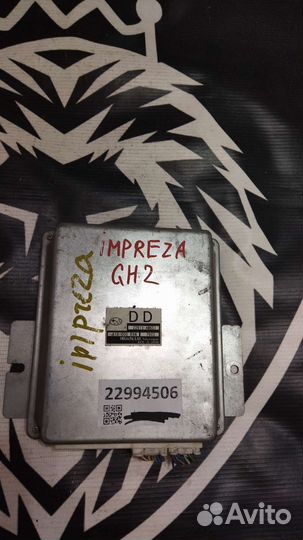 IMPREZA
GH2
impreza
DD
22994506
Avito